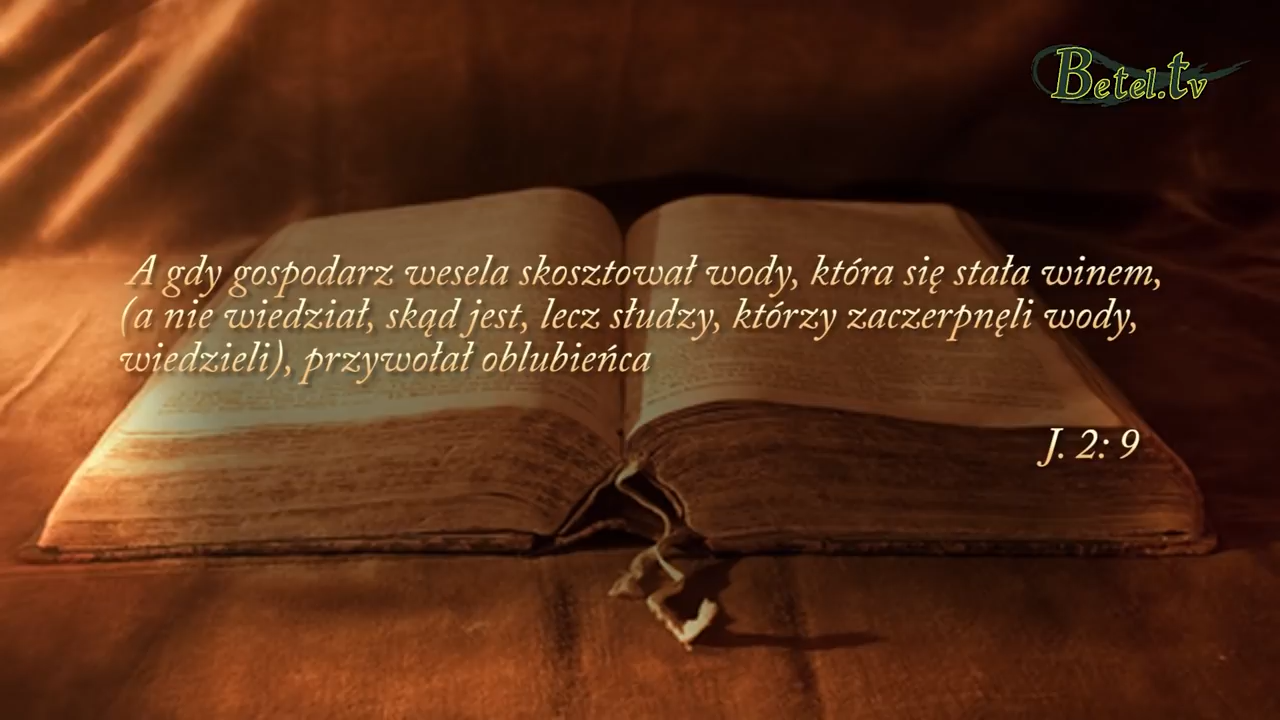 Betel.tv
A gdy gospodarz wesela skosztował wody, która się stała winem,
(a nie wiedział, skąd jest, lecz słudzy, którzy zaczerpnęli wody,
wiedzieli), przywołał oblubieńca
J. 2: 9